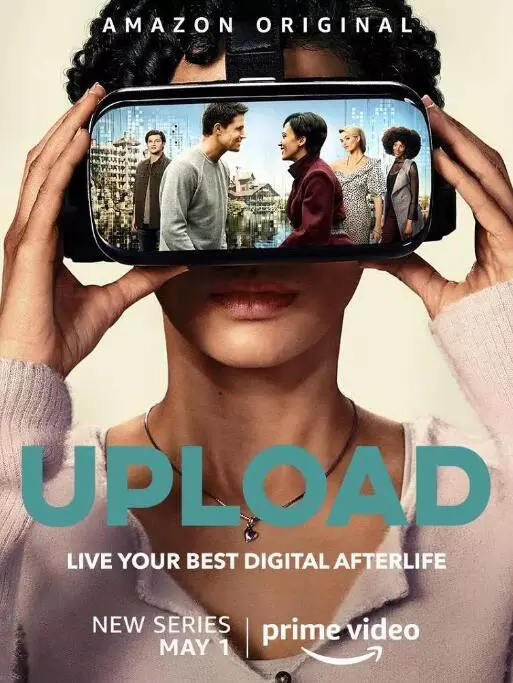 AMAZON ORIGINAL
UPLOAD
LIVE YOUR BEST DIGITAL AFTERLIFE
NEW SERIES
MAY 1
prime video